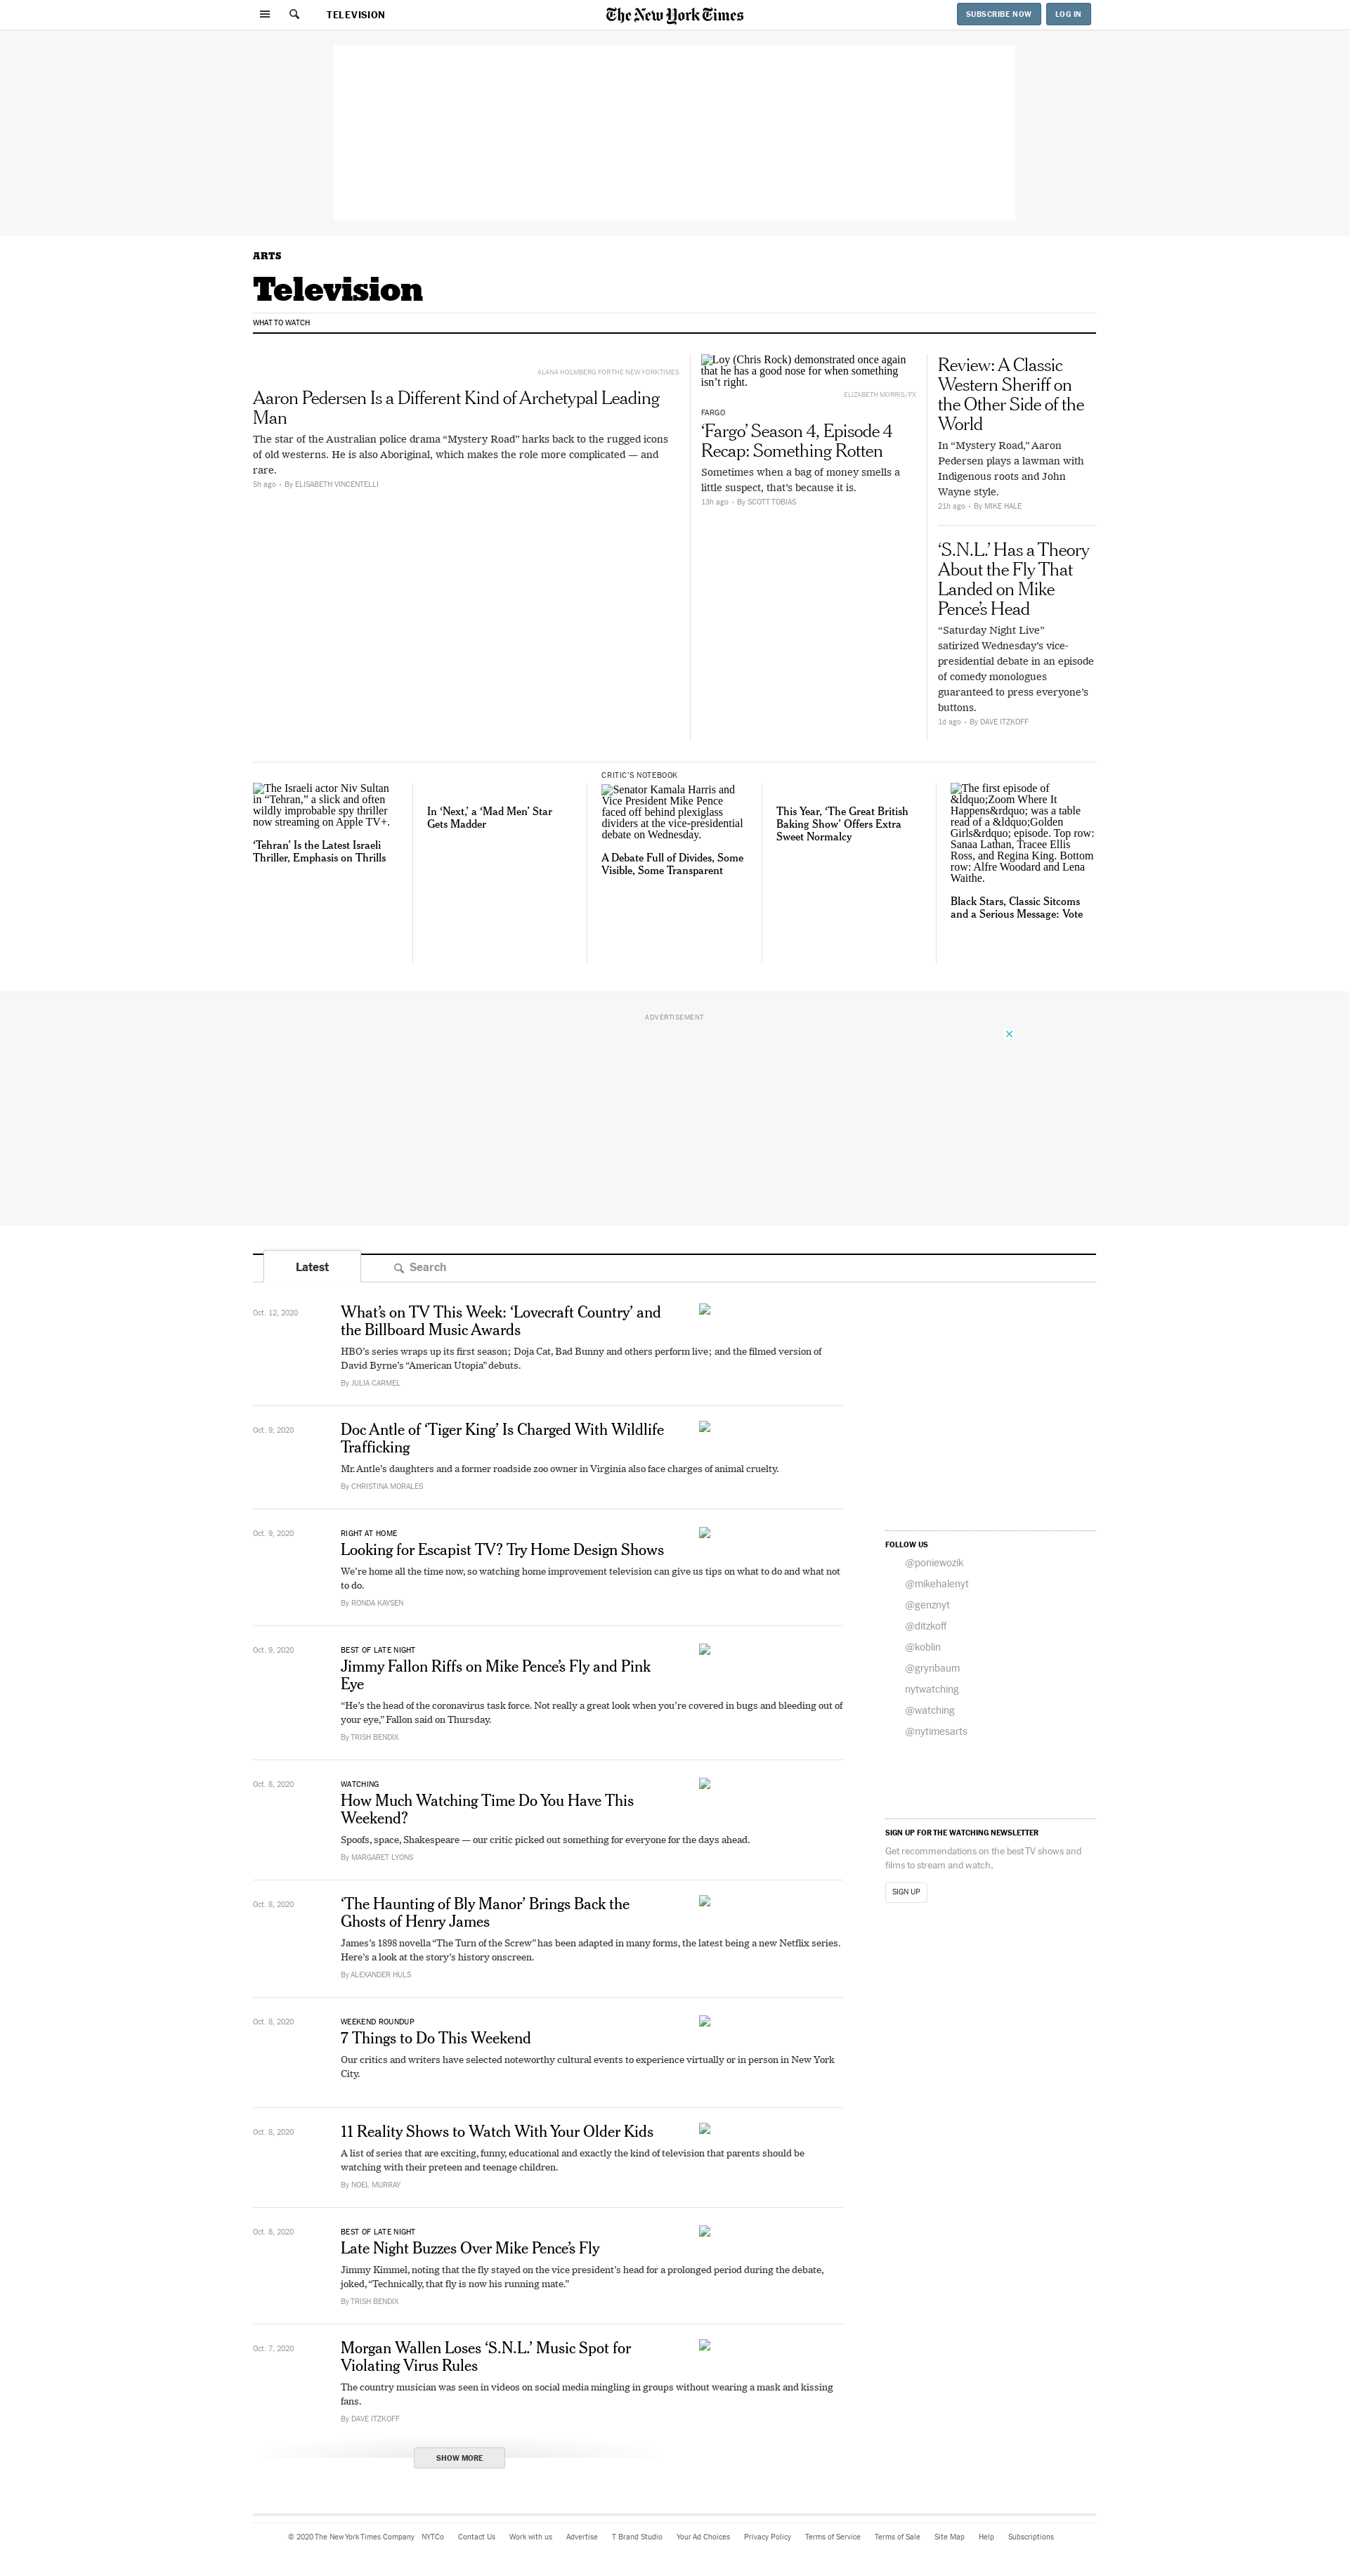 TELEVISION
The New York Times
SUBSCRIBE NOW
LOG IN
ARTS
Television
WHAT TO WATCH
ALANA HOLMBERG FOR THE NEW YORK TIMES
Aaron Pedersen Is a Different Kind of Archetypal Leading
Man
The star of the Australian police drama “Mystery Road” harks back to the rugged icons
of old westerns. He is also Aboriginal, which makes the role more complicated — and
rare.
5h ago • By ELISABETH VINCENTELLI
Loy (Chris Rock) demonstrated once again
that he has a good nose for when something
isn’t right.
ELIZABETH MORRIS/FX
FARGO
‘Fargo’ Season 4, Episode 4
Recap: Something Rotten
Sometimes when a bag of money smells a
little suspect, that’s because it is.
13h ago • By SCOTT TOBIAS
Review: A Classic
Western Sheriff on
the Other Side of the
World
In “Mystery Road,” Aaron
Pedersen plays a lawman with
Indigenous roots and John
Wayne style.
21h ago • By MIKE HALE
‘S.N.L.’ Has a Theory
About the Fly That
Landed on Mike
Pence’s Head
“Saturday Night Live”
satirized Wednesday’s vice-
presidential debate in an episode
of comedy monologues
guaranteed to press everyone’s
buttons.
1d ago • By DAVE ITZKOFF
The Israeli actor Niv Sultan
in “Tehran,” a slick and often
wildly improbable spy thriller
now streaming on Apple TV+.
‘Tehran’ Is the Latest Israeli
Thriller, Emphasis on Thrills
In ‘Next,’ a ‘Mad Men’ Star
Gets Madder
CRITIC’S NOTEBOOK
Senator Kamala Harris and
Vice President Mike Pence
faced off behind plexiglass
dividers at the vice-presidential
debate on Wednesday.
A Debate Full of Divides, Some
Visible, Some Transparent
This Year, ‘The Great British
Baking Show’ Offers Extra
Sweet Normalcy
The first episode of
&ldquo;Zoom Where It
Happens&rdquo; was a table
read of a &ldquo;Golden
Girls&rdquo; episode. Top row:
Sanaa Lathan, Tracee Ellis
Ross, and Regina King. Bottom
row: Alfre Woodard and Lena
Waithe.
Black Stars, Classic Sitcoms
and a Serious Message: Vote
ADVERTISEMENT
Latest
Search
Oct. 12, 2020
What’s on TV This Week: ‘Lovecraft Country’ and
the Billboard Music Awards
HBO’s series wraps up its first season; Doja Cat, Bad Bunny and others perform live; and the filmed version of
David Byrne’s “American Utopia” debuts.
By JULIA CARMEL
Oct. 9, 2020
Doc Antle of ‘Tiger King’ Is Charged With Wildlife
Trafficking
Mr. Antle’s daughters and a former roadside zoo owner in Virginia also face charges of animal cruelty.
By CHRISTINA MORALES
Oct. 9, 2020
RIGHT AT HOME
Looking for Escapist TV? Try Home Design Shows
We’re home all the time now, so watching home improvement television can give us tips on what to do and what not
to do.
By RONDA KAYSEN
Oct. 9, 2020
BEST OF LATE NIGHT
Jimmy Fallon Riffs on Mike Pence’s Fly and Pink
Eye
“He’s the head of the coronavirus task force. Not really a great look when you’re covered in bugs and bleeding out of
your eye,” Fallon said on Thursday.
By TRISH BENDIX
Oct. 8, 2020
WATCHING
How Much Watching Time Do You Have This
Weekend?
Spoofs, space, Shakespeare — our critic picked out something for everyone for the days ahead.
By MARGARET LYONS
Oct. 8, 2020
‘The Haunting of Bly Manor’ Brings Back the
Ghosts of Henry James
James’s 1898 novella “The Turn of the Screw” has been adapted in many forms, the latest being a new Netflix series.
Here’s a look at the story’s history onscreen.
By ALEXANDER HULS
Oct. 8, 2020
WEEKEND ROUNDUP
7 Things to Do This Weekend
Our critics and writers have selected noteworthy cultural events to experience virtually or in person in New York
City.
Oct. 8, 2020
11 Reality Shows to Watch With Your Older Kids
A list of series that are exciting, funny, educational and exactly the kind of television that parents should be
watching with their preteen and teenage children.
By NOEL MURRAY
Oct. 8, 2020
BEST OF LATE NIGHT
Late Night Buzzes Over Mike Pence’s Fly
Jimmy Kimmel, noting that the fly stayed on the vice president’s head for a prolonged period during the debate,
joked, “Technically, that fly is now his running mate.”
By TRISH BENDIX
Oct. 7, 2020
Morgan Wallen Loses ‘S.N.L.’ Music Spot for
Violating Virus Rules
The country musician was seen in videos on social media mingling in groups without wearing a mask and kissing
fans.
By DAVE ITZKOFF
SHOW MORE
FOLLOW US
@poniewozik
@mikehalenyt
@genznyt
@ditzkoff
@koblin
@grynbaum
nytwatching
@watching
@nytimesarts
SIGN UP FOR THE WATCHING NEWSLETTER
Get recommendations on the best TV shows and
films to stream and watch.
SIGN UP
© 2020 The New York Times Company NYTCo Contact Us Work with us Advertise T Brand Studio Your Ad Choices Privacy Policy Terms of Service Terms of Sale Site Map Help Subscriptions